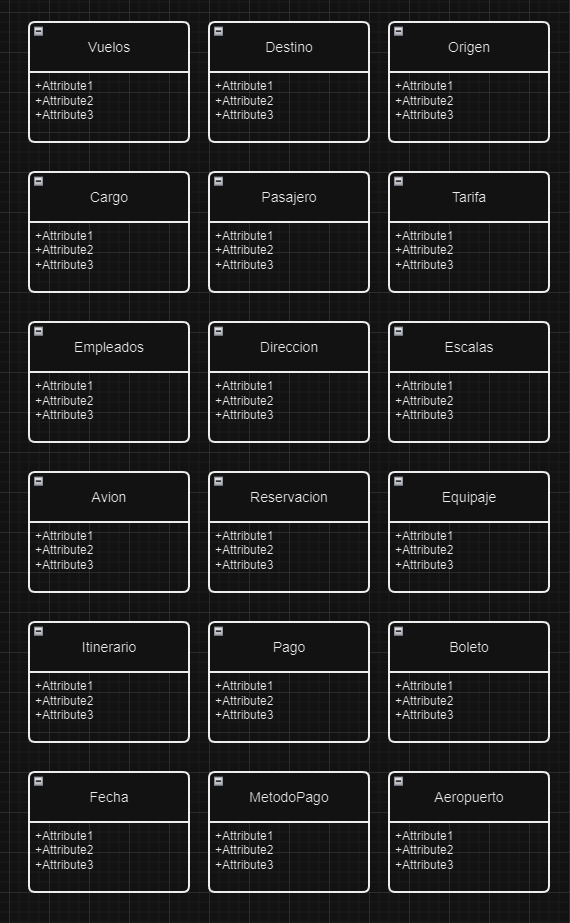 Vuelos
+Attribute1
+Attribute2
+Attribute3
Destino
+Attribute1
+Attribute2
+Attribute3
Origen
+Attribute1
+Attribute2
+Attribute3
Cargo
+Attribute1
+Attribute2
+Attribute3
Pasajero
+Attribute1
+Attribute2
+Attribute3
Tarifa
+Attribute1
+Attribute2
+Attribute3
Empleados
+Attribute1
+Attribute2
+Attribute3
Direccion
+Attribute1
+Attribute2
+Attribute3
Escalas
+Attribute1
+Attribute2
+Attribute3
Avion
+Attribute1
+Attribute2
+Attribute3
Reservacion
+Attribute1
+Attribute2
+Attribute3
Equipaje
+Attribute1
+Attribute2
+Attribute3
Itinerario
+Attribute1
+Attribute2
+Attribute3
Pago
+Attribute1
+Attribute2
+Attribute3
Boleto
+Attribute1
+Attribute2
+Attribute3
Fecha
+Attribute1
+Attribute2
+Attribute3
MetodoPago
+Attribute1
+Attribute2
+Attribute3
Aeropuerto
+Attribute1
+Attribute2
+Attribute3